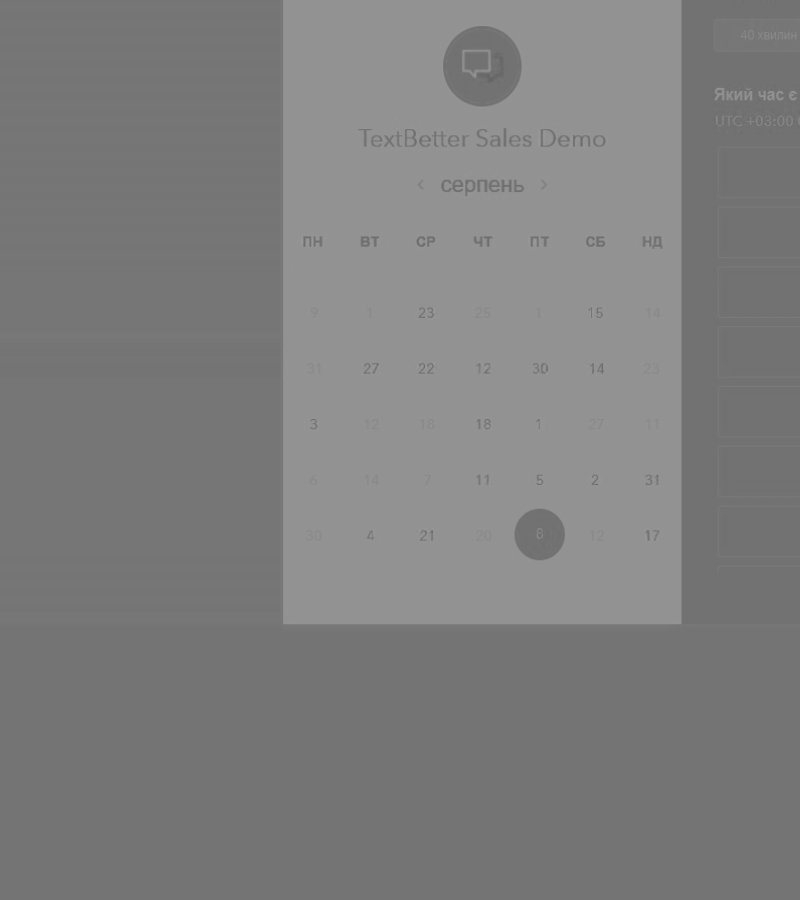 40 хвилин
TextBetter Sales Demo
серпень
ПН ВТ СР ЧТ ПТ СБ НД
9 1 23 25 1 15 14
31 27 22 12 30 14 23
3 12 18 18 1 27 11
6 14 7 11 5 2 31
30 4 21 20 8 12 17
Який час є
UTC +03:00